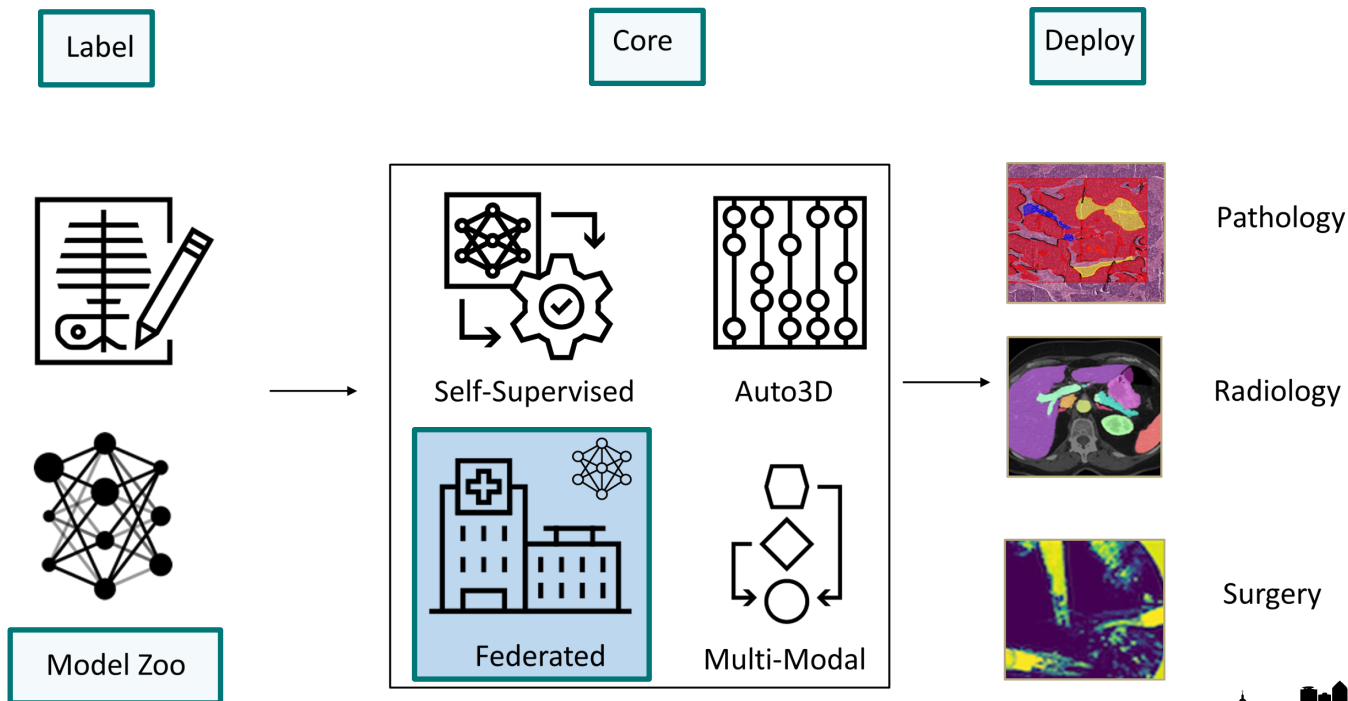 Label
Core
Deploy
Pathology
Self-Supervised
Auto3D
Radiology
Federated
Multi-Modal
Surgery
Model Zoo